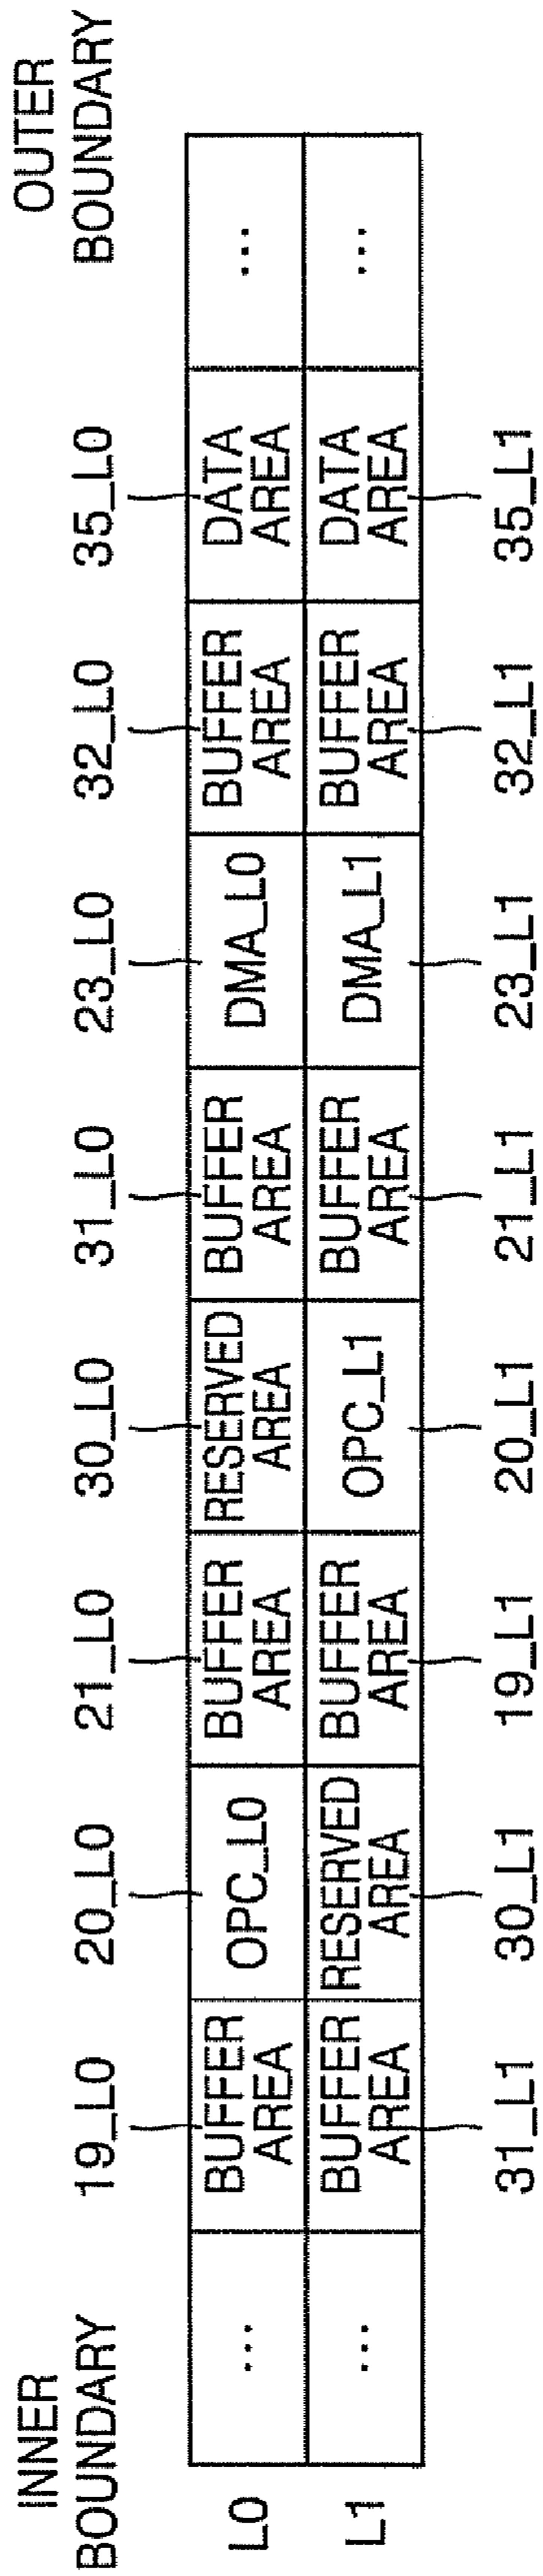 INNER
BOUNDARY
OUTER
BOUNDARY
19_L0 20_L0 21_L0 30_L0 31_L0 23_L0 32_L0 35_L0
L0 ... BUFFER AREA OPC_L0 BUFFER AREA RESERVED AREA BUFFER AREA DMA_L0 BUFFER AREA DATA AREA ...
L1 ... BUFFER AREA RESERVED AREA BUFFER AREA OPC_L1 BUFFER AREA DMA_L1 BUFFER AREA DATA AREA ...
31_L1 30_L1 19_L1 20_L1 21_L1 23_L1 32_L1 35_L1